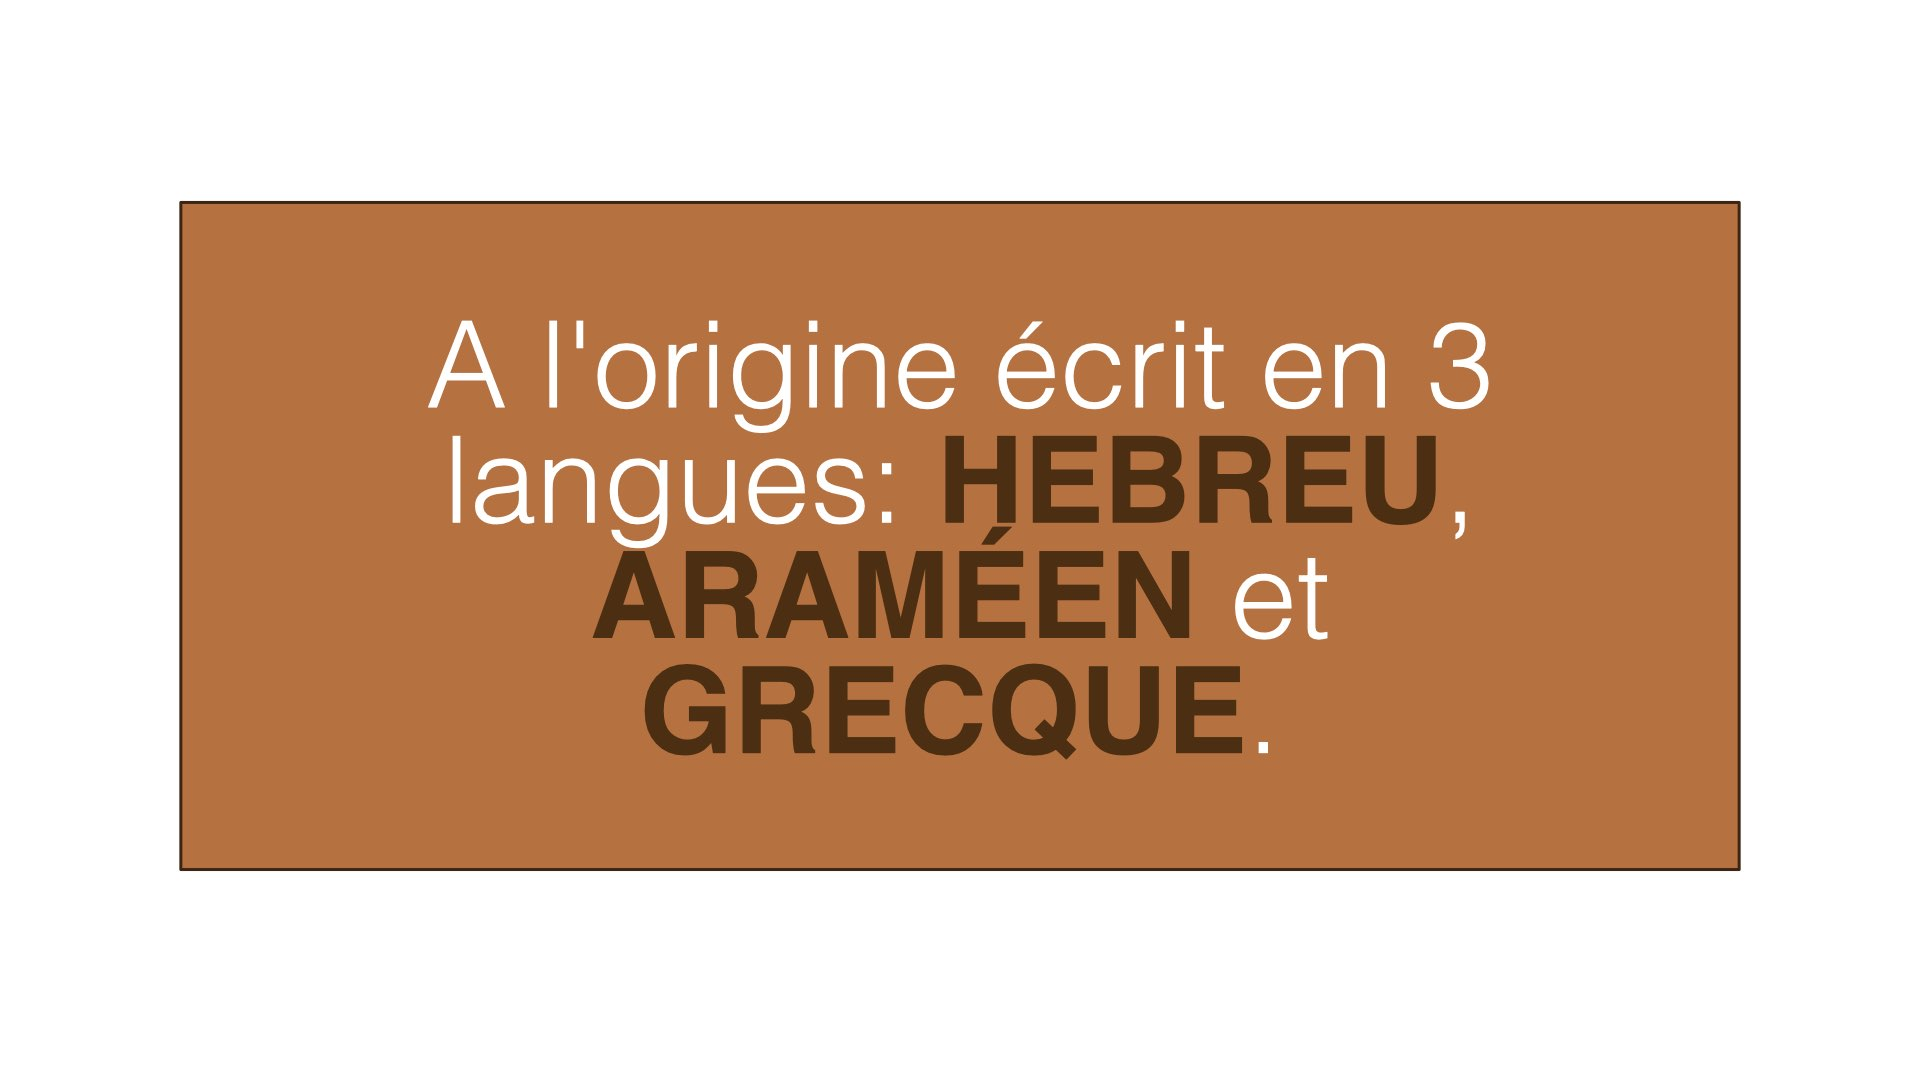 A l'origine écrit en 3
langues: HEBREU,
ARAMÉEN et
GRECQUE.